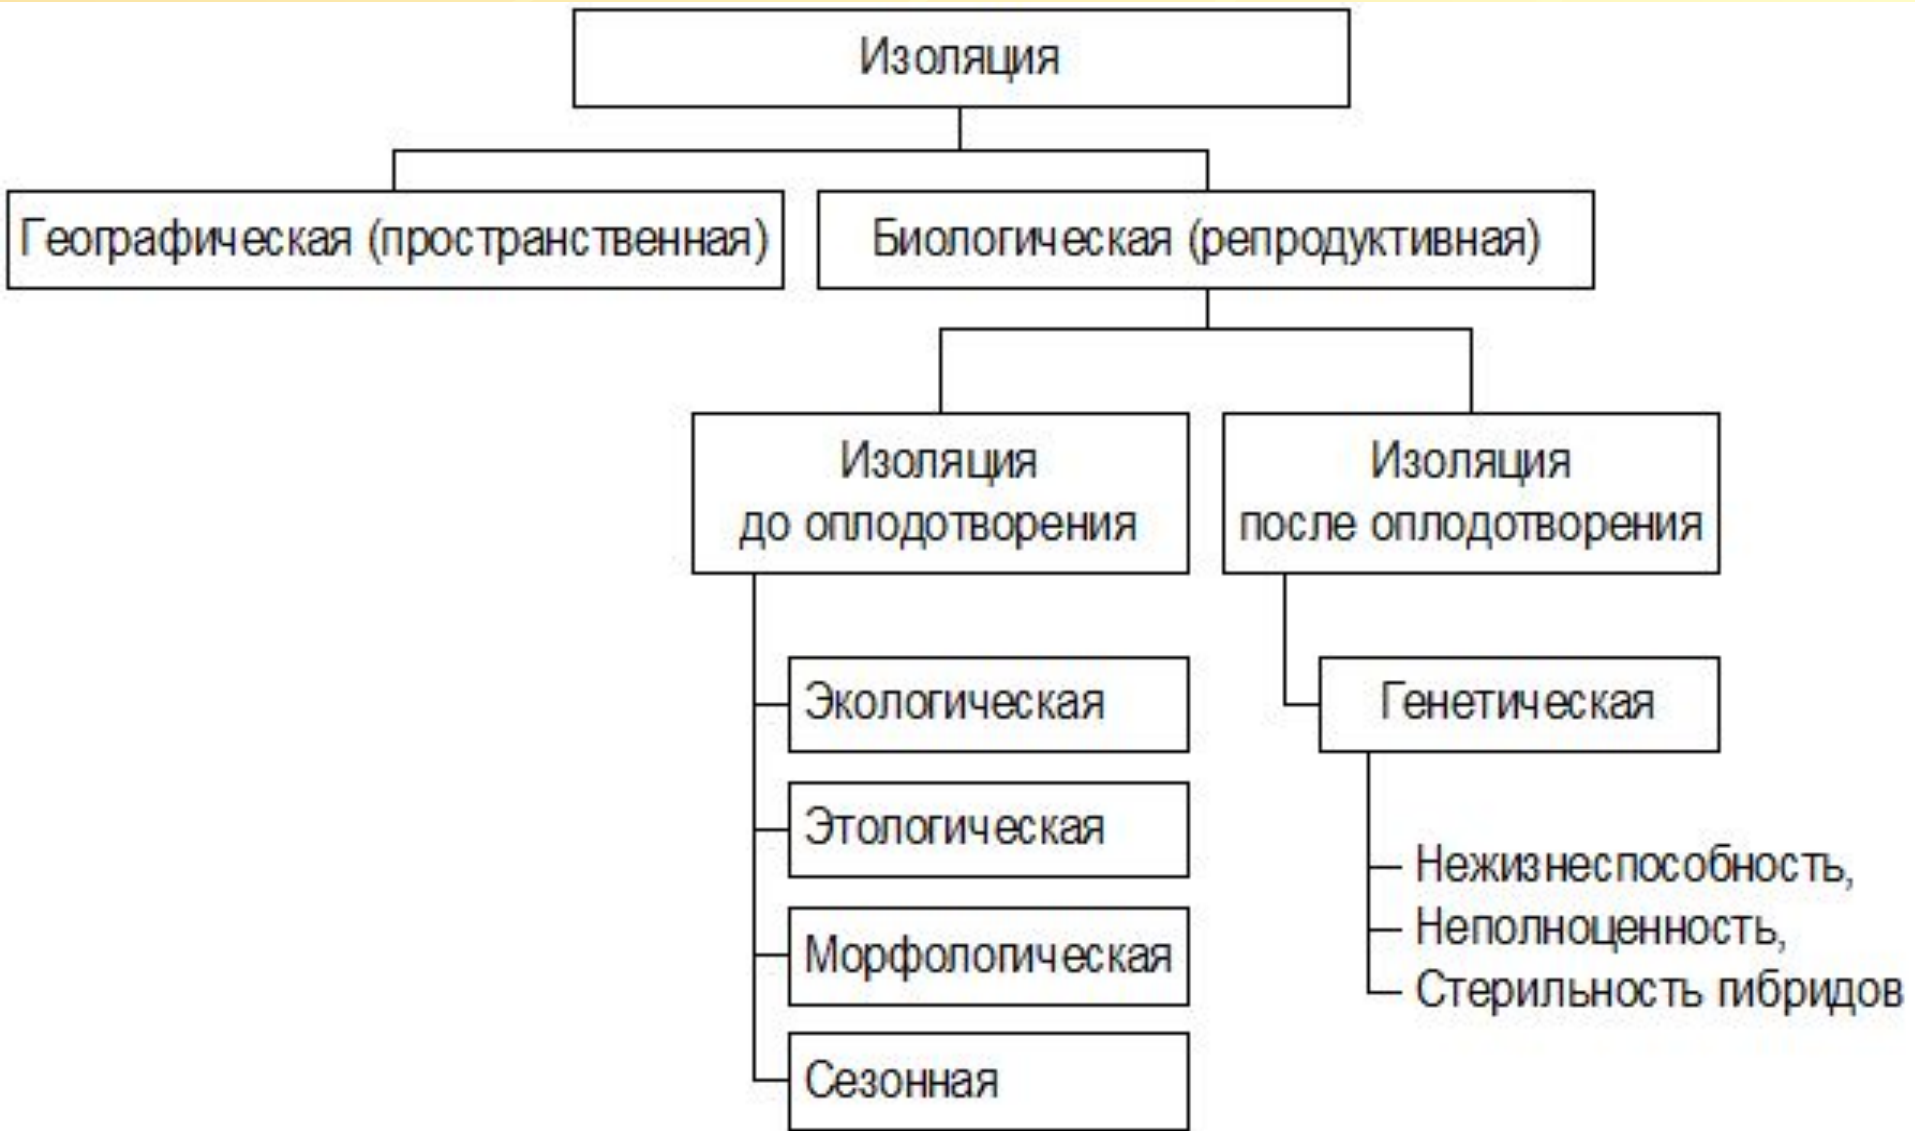 Изоляция
Географическая (пространственная)
Биологическая (репродуктивная)
Изоляция
до оплодотворения
Изоляция
после оплодотворения
Экологическая
Этологическая
Морфологическая
Сезонная
Генетическая
Нежизнеспособность,
Неполноценность,
Стерильность гибридов